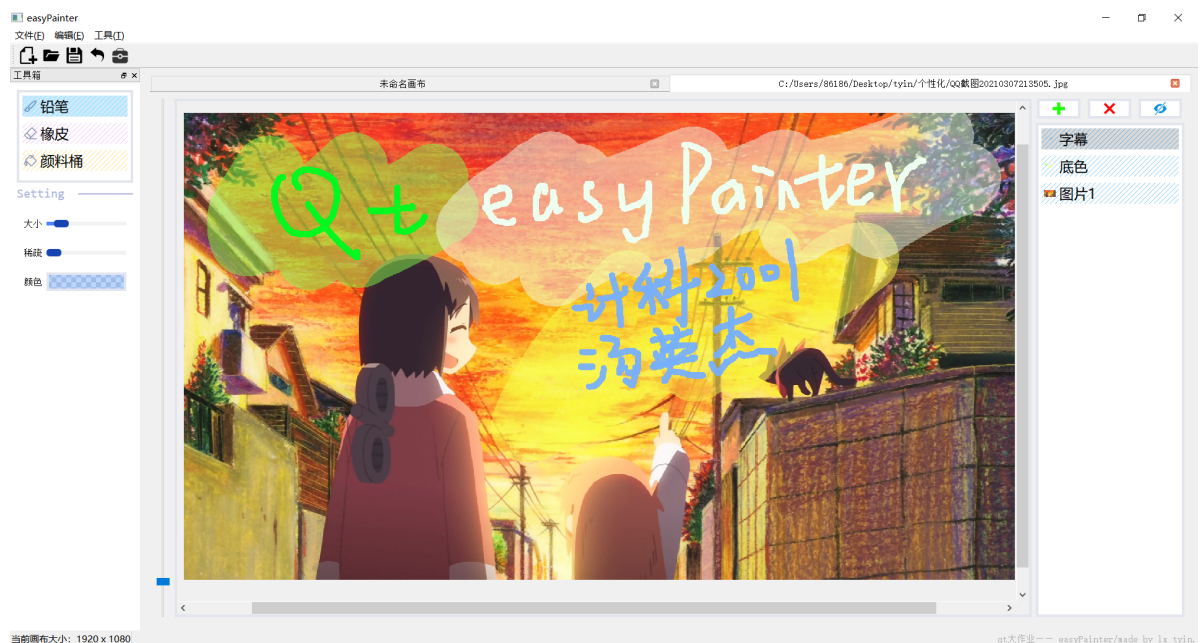 easyPainter
文件(F) 编辑(E) 工具(T)
工具箱
未命名画布
C:/Users/86186/Desktop/tyin/个性化/QQ截图20210307213505.jpg
铅笔
橡皮
颜料桶
Setting
大小
稀疏
颜色
Qt easyPainter
计科2001
汤英杰
字幕
底色
图片1
当前画布大小: 1920 x 1080
qt大作业—— easyPainter/made by lx_tyin.